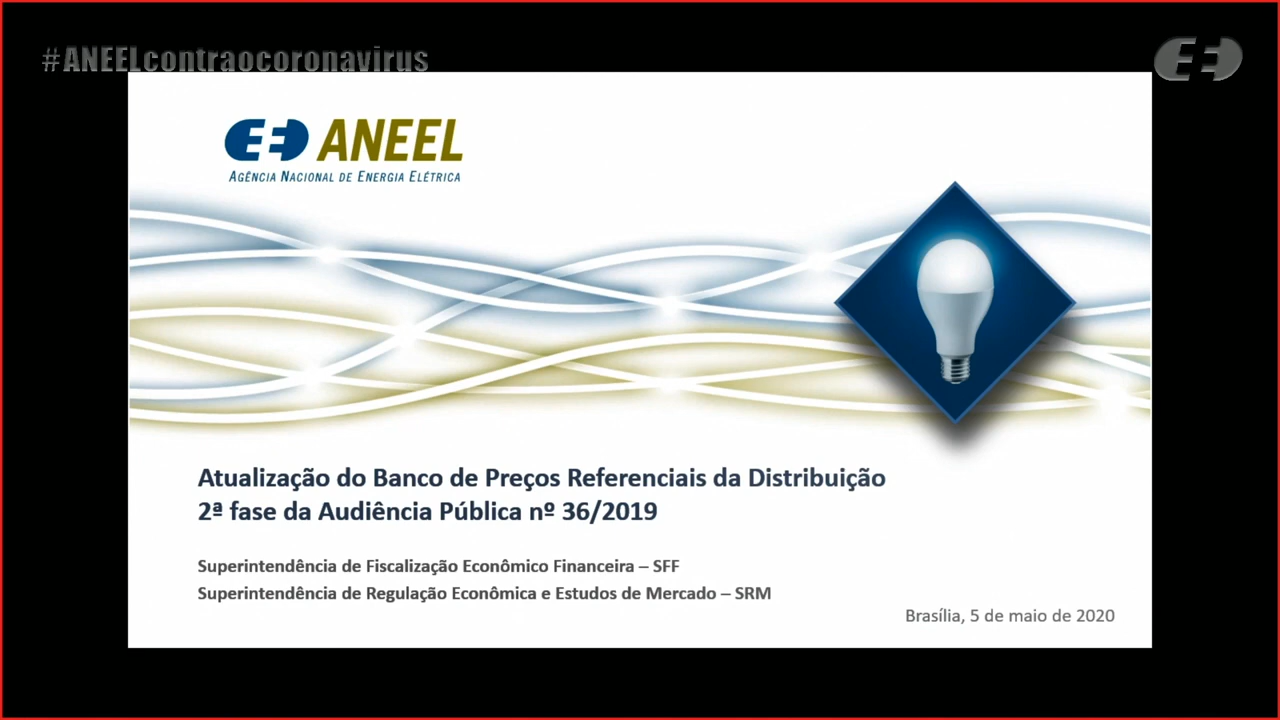 #ANEELcontraocoronavirus
ANEEL
AGÊNCIA NACIONAL DE ENERGIA ELÉTRICA
Atualização do Banco de Preços Referenciais da Distribuição
2ª fase da Audiência Pública nº 36/2019
Superintendência de Fiscalização Econômico Financeira – SFF
Superintendência de Regulação Econômica e Estudos de Mercado – SRM
Brasília, 5 de maio de 2020